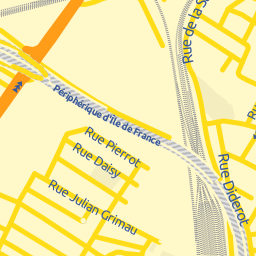 Rue de la S
Périphérique d'Île de France
Rue Pierrot
Rue Daisy
Rue Julian Grimau
Rue Diderot